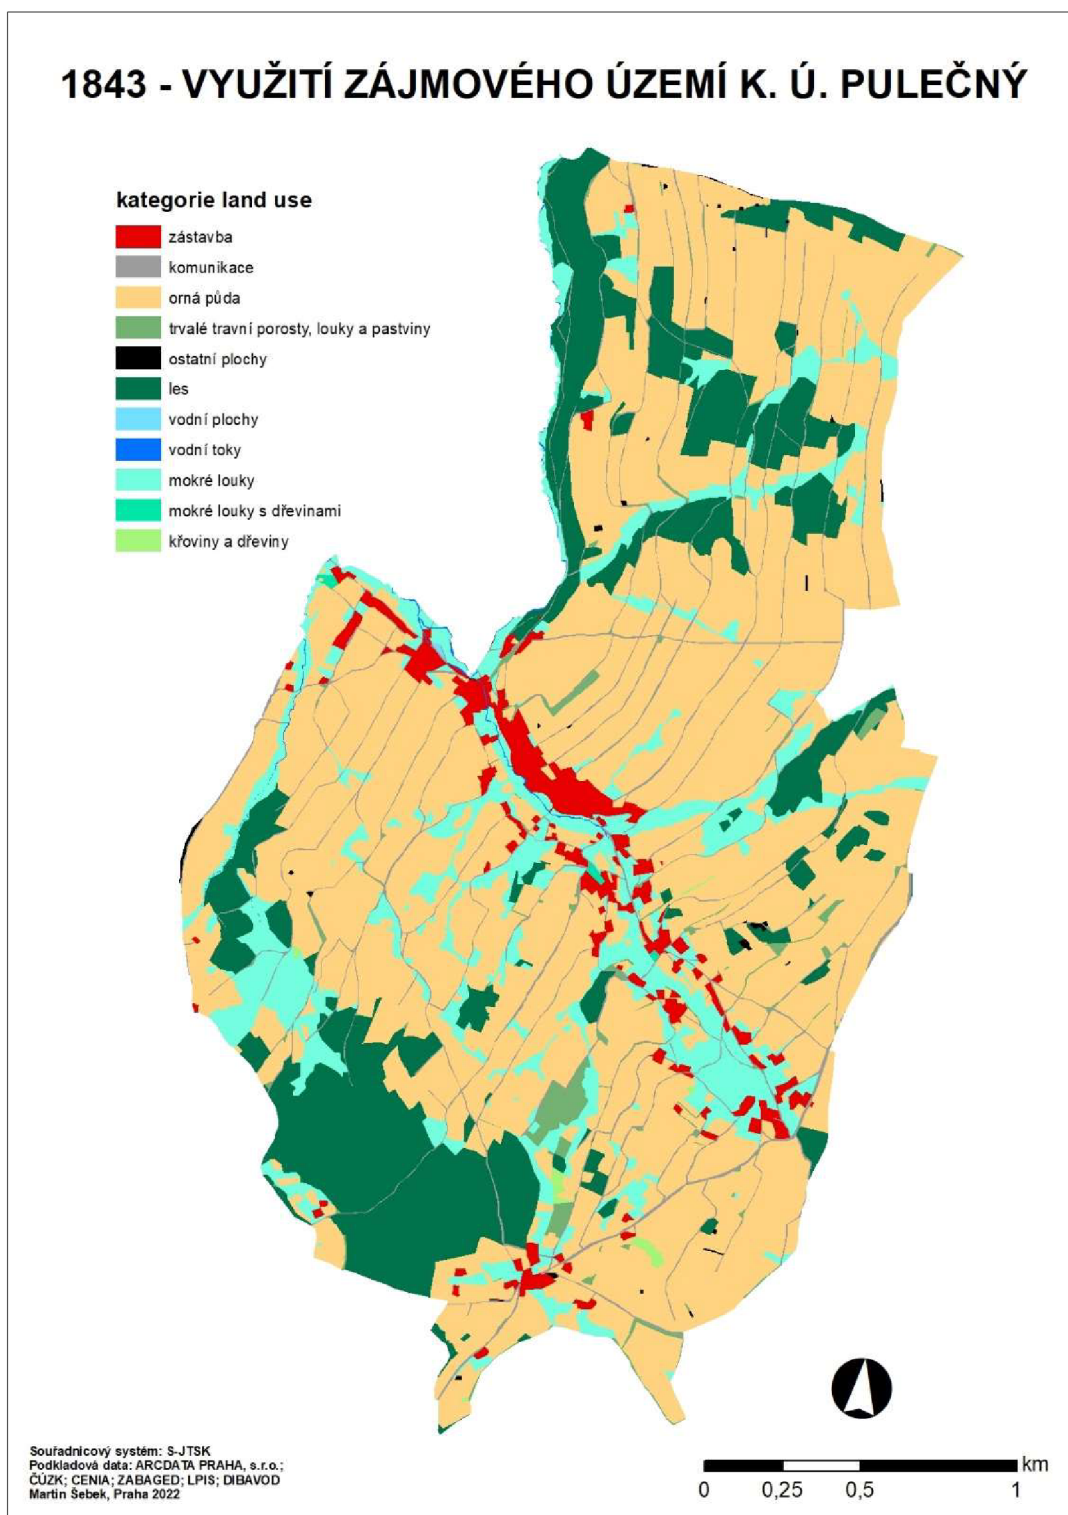 1843 - VYUŽITÍ ZÁJMOVÉHO ÚZEMÍ K. Ú. PULEČNÝ
kategorie land use
zástavba
komunikace
orná půda
trvalé travní porosty, louky a pastviny
ostatní plochy
les
vodní plochy
vodní toky
mokré louky
mokré louky s dřevinami
křoviny a dřeviny
Souřadnicový systém: S-JTSK
Podkladová data: ARCDATA PRAHA, s.r.o.;
ČÚZK; CENIA; ZABAGED; LPIS; DIBAVOD
Martin Šebek, Praha 2022
km
0 0,25 0,5 1